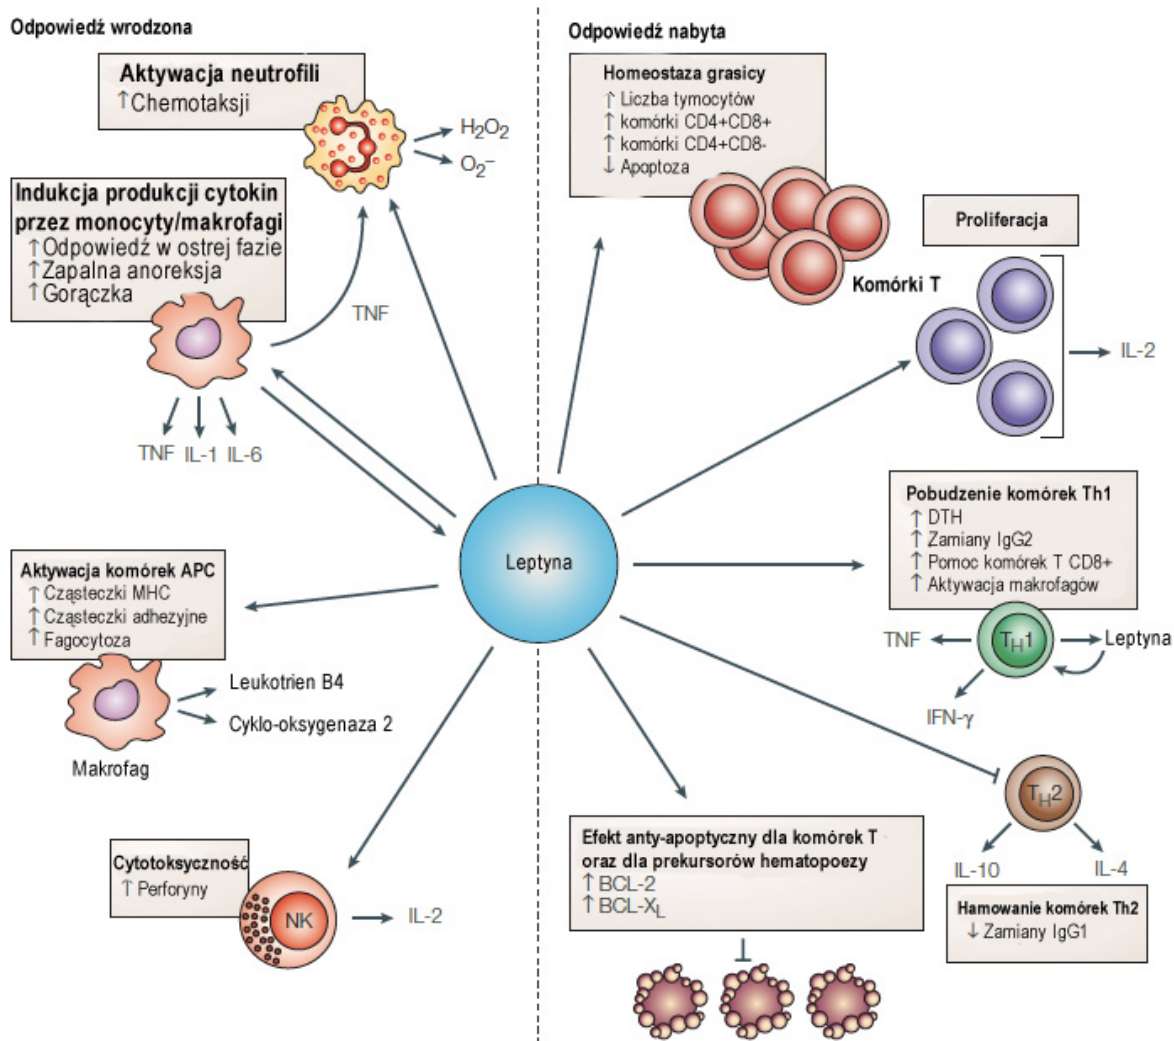 Odpowiedź wrodzona
Aktywacja neutrofili
↑Chemotaksji
H₂O₂
O₂⁻
Indukcja produkcji cytokin
przez monocyty/makrofagi
↑Odpowiedź w ostrej fazie
↑Zapalna anoreksja
↑Gorączka
TNF
TNF IL-1 IL-6
Aktywacja komórek APC
↑ Cząsteczki MHC
↑ Cząsteczki adhezyjne
↑ Fagocytoza
Leukotrien B4
Cyklo-oksygenaza 2
Makrofag
Cytotoksyczność
↑ Perforyny
NK
IL-2
Leptyna
Odpowiedź nabyta
Homeostaza grasicy
↑ Liczba tymocytów
↑ komórki CD4+CD8+
↑ komórki CD4+CD8-
↓ Apoptoza
Komórki T
Proliferacja
IL-2
Pobudzenie komórek Th1
↑ DTH
↑ Zamiany IgG2
↑ Pomoc komórek T CD8+
↑ Aktywacja makrofagów
TNF
TH1
Leptyna
IFN-γ
TH2
IL-10
IL-4
Hamowanie komórek Th2
↓ Zamiany IgG1
Efekt anty-apoptyczny dla komórek T
oraz dla prekursorów hematopoezy
↑ BCL-2
↑ BCL-XL